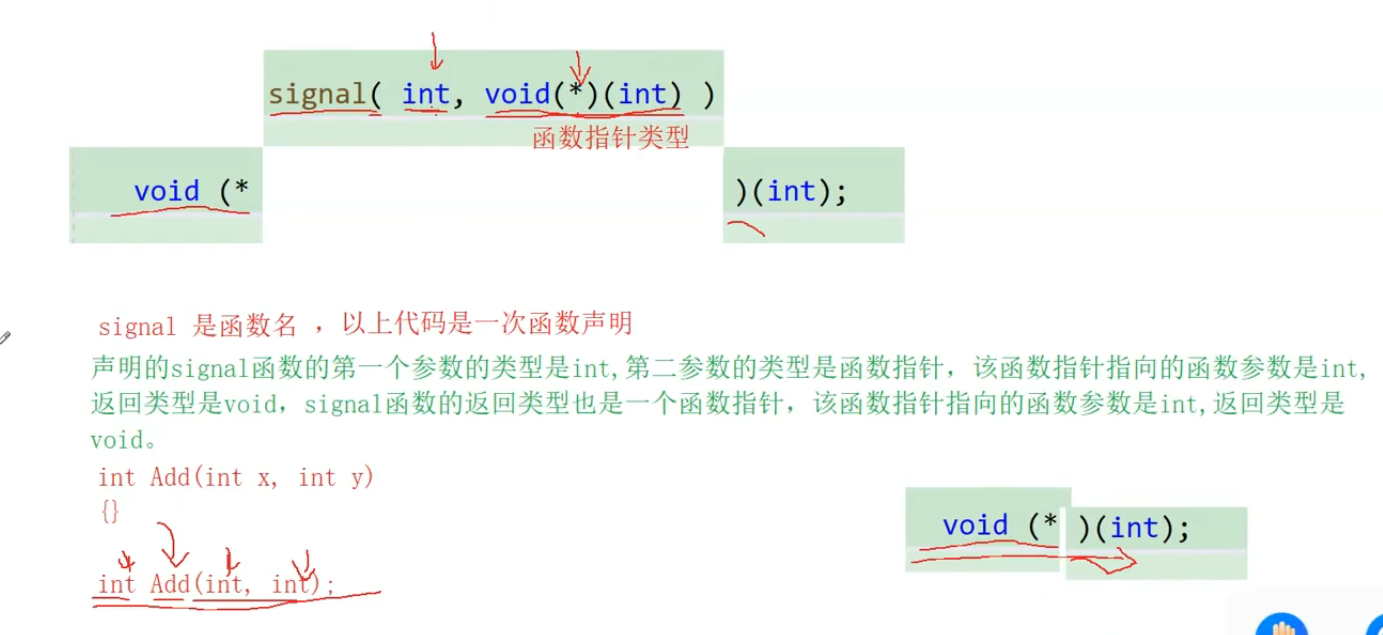 signal( int, void(*)(int) )
函数指针类型
void (*
)(int);
signal 是函数名 ，以上代码是一次函数声明
声明的signal函数的第一个参数的类型是int,第二参数的类型是函数指针，该函数指针指向的函数参数是int,
返回类型是void，signal函数的返回类型也是一个函数指针，该函数指针指向的函数参数是int,返回类型是
void。
int Add(int x, int y)
{}
void (* )(int);
int Add(int, int);